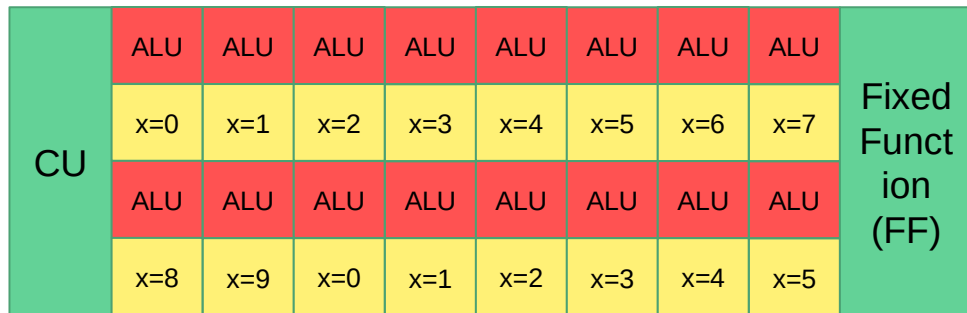 CU
ALU ALU ALU ALU ALU ALU ALU ALU
x=0 x=1 x=2 x=3 x=4 x=5 x=6 x=7
ALU ALU ALU ALU ALU ALU ALU ALU
x=8 x=9 x=0 x=1 x=2 x=3 x=4 x=5
Fixed
Funct
ion
(FF)